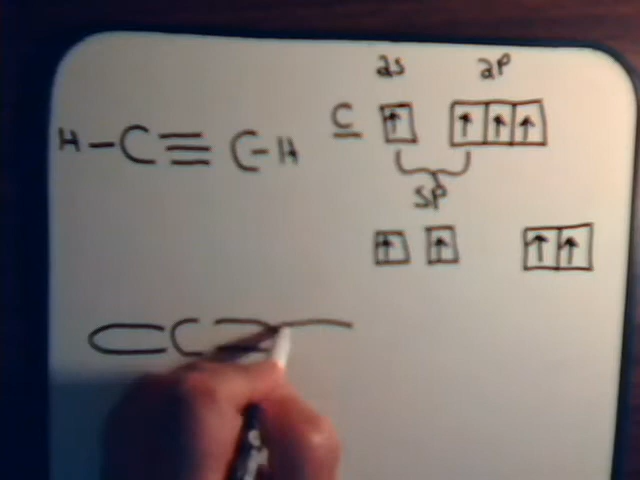 2s 2p
H-C≡C-H C ↑ ↑ ↑ ↑
sp
↑ ↑ ↑ ↑
C